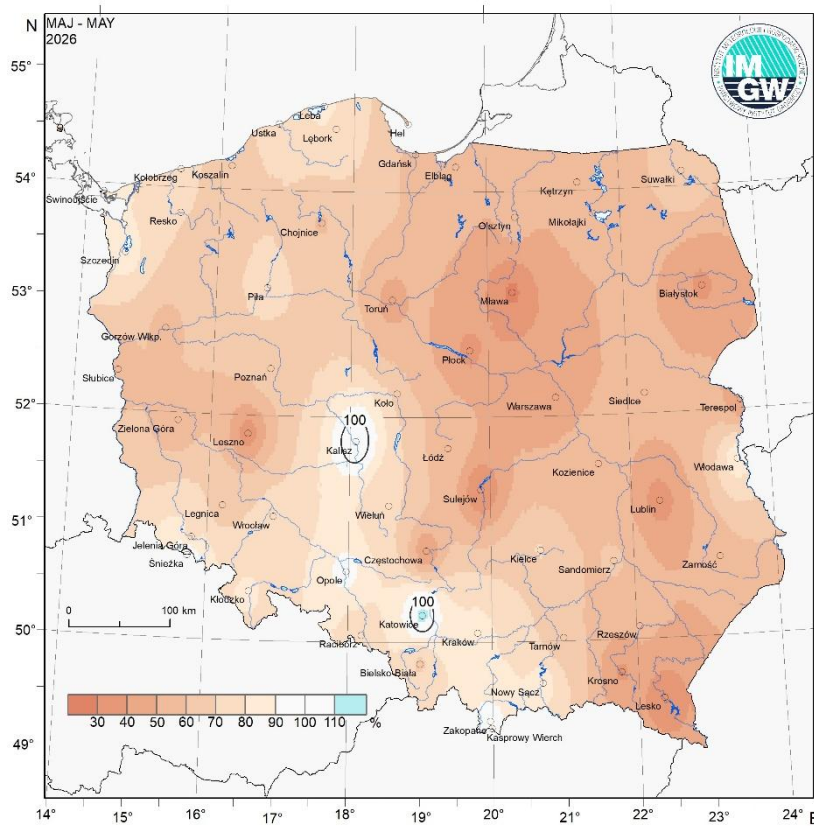 MAJ - MAY
2026
N
IMGW
55°
54°
53°
52°
51°
50°
49°
Łeba
Ustka
Lębork
Hel
Gdańsk
Kołobrzeg
Koszalin
Elbląg
Kętrzyn
Suwałki
Świnoujście
Resko
Chojnice
Olsztyn
Mikołajki
Szczecin
Piła
Toruń
Mława
Białystok
Gorzów Wlkp.
Płock
Słubice
Poznań
Koło
Warszawa
Siedlce
Terespol
100
Zielona Góra
Leszno
Kalisz
Łódź
Kozienice
Włodawa
Sulejów
Lublin
Legnica
Wrocław
Wieluń
Jelenia Góra
Śnieżka
Częstochowa
Kielce
Sandomierz
Zamość
Opole
Kłodzko
100
Katowice
0 100 km
Racibórz
Kraków
Tarnów
Rzeszów
Bielsko-Biała
Krosno
Nowy Sącz
Lesko
Zakopane
Kasprowy Wierch
30 40 50 60 70 80 90 100 110 %
14° 15° 16° 17° 18° 19° 20° 21° 22° 23° E